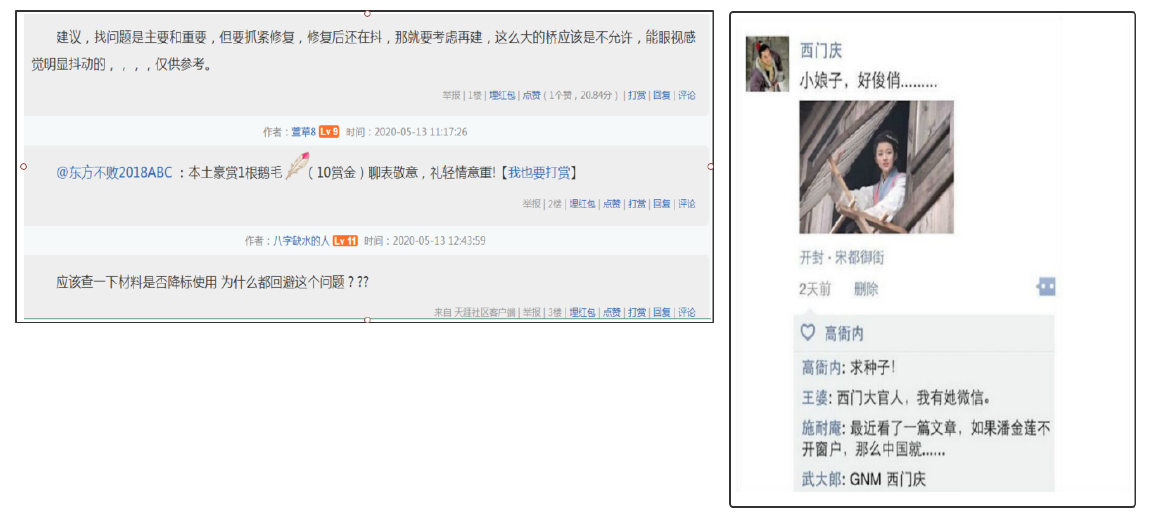 建议，找问题是主要和重要，但要抓紧修复，修复后还在抖，那就要考虑再建，这么大的桥应该是不允许，能眼视感
觉明显抖动的，，，，仅供参考。
举报 | 1楼 | 埋红包 | 点赞 ( 1个赞，20.84分 ) | 打赏 | 回复 | 评论
作者：萱草8 Lv 9 时间：2020-05-13 11:17:26
@东方不败2018ABC ：本土豪赏1根鹅毛（ 10赏金 ）聊表敬意，礼轻情意重!【我也要打赏】
举报 | 2楼 | 埋红包 | 点赞 | 打赏 | 回复 | 评论
作者：八字缺水的人 Lv 11 时间：2020-05-13 12:43:59
应该查一下材料是否降标使用 为什么都回避这个问题？??
来自 天涯社区客户端 | 举报 | 3楼 | 埋红包 | 点赞 | 打赏 | 回复 | 评论
西门庆
小娘子，好俊俏………
开封 · 宋都御街
2天前 删除
高衙内
高衙内: 求种子！
王婆: 西门大官人，我有她微信。
施耐庵: 最近看了一篇文章，如果潘金莲不
开窗户，那么中国就……
武大郎: GNM 西门庆